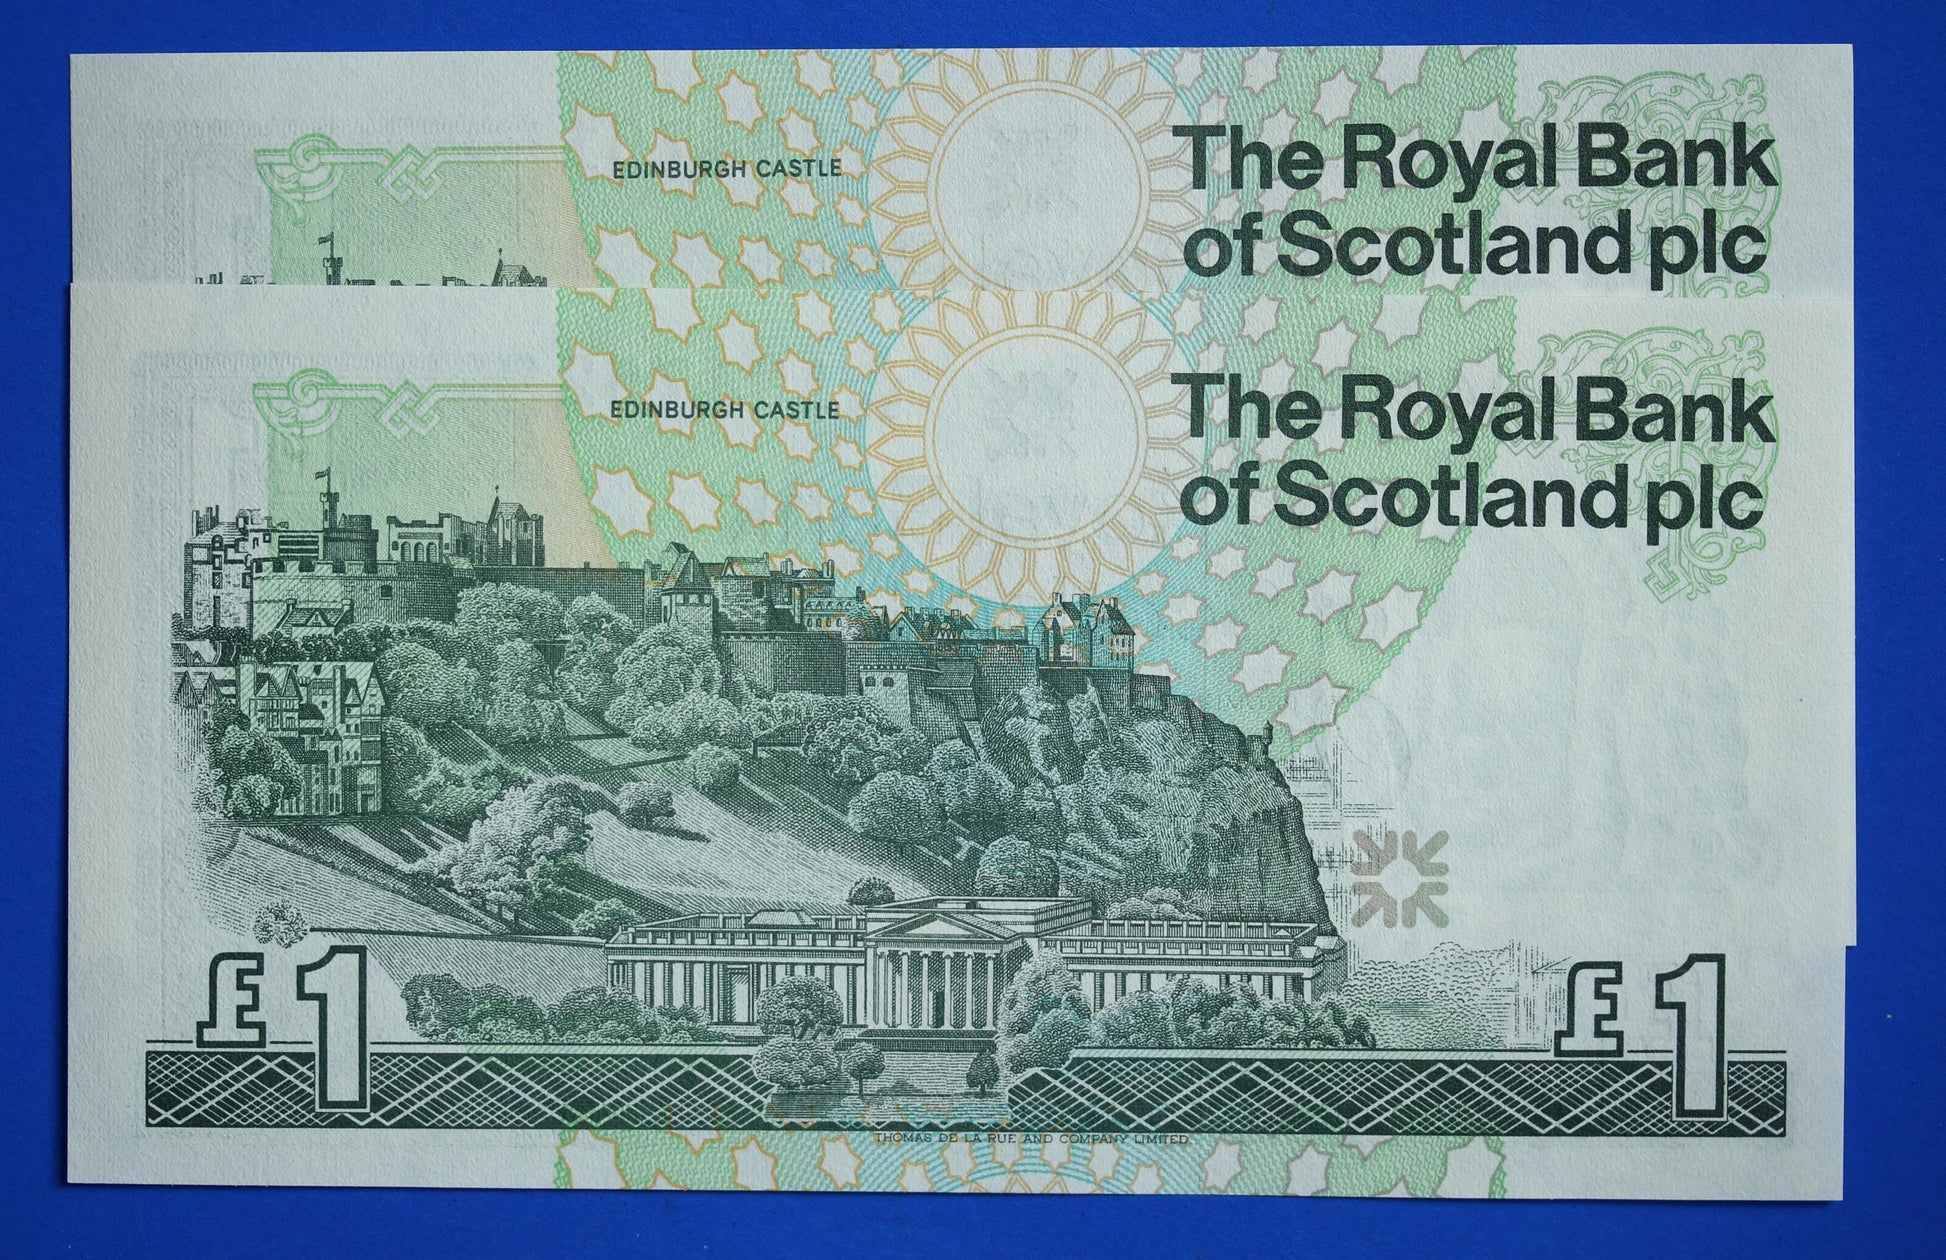 EDINBURGH CASTLE
The Royal Bank
of Scotland plc
EDINBURGH CASTLE
The Royal Bank
of Scotland plc
£1
£1
THOMAS DE LA RUE AND COMPANY LIMITED.